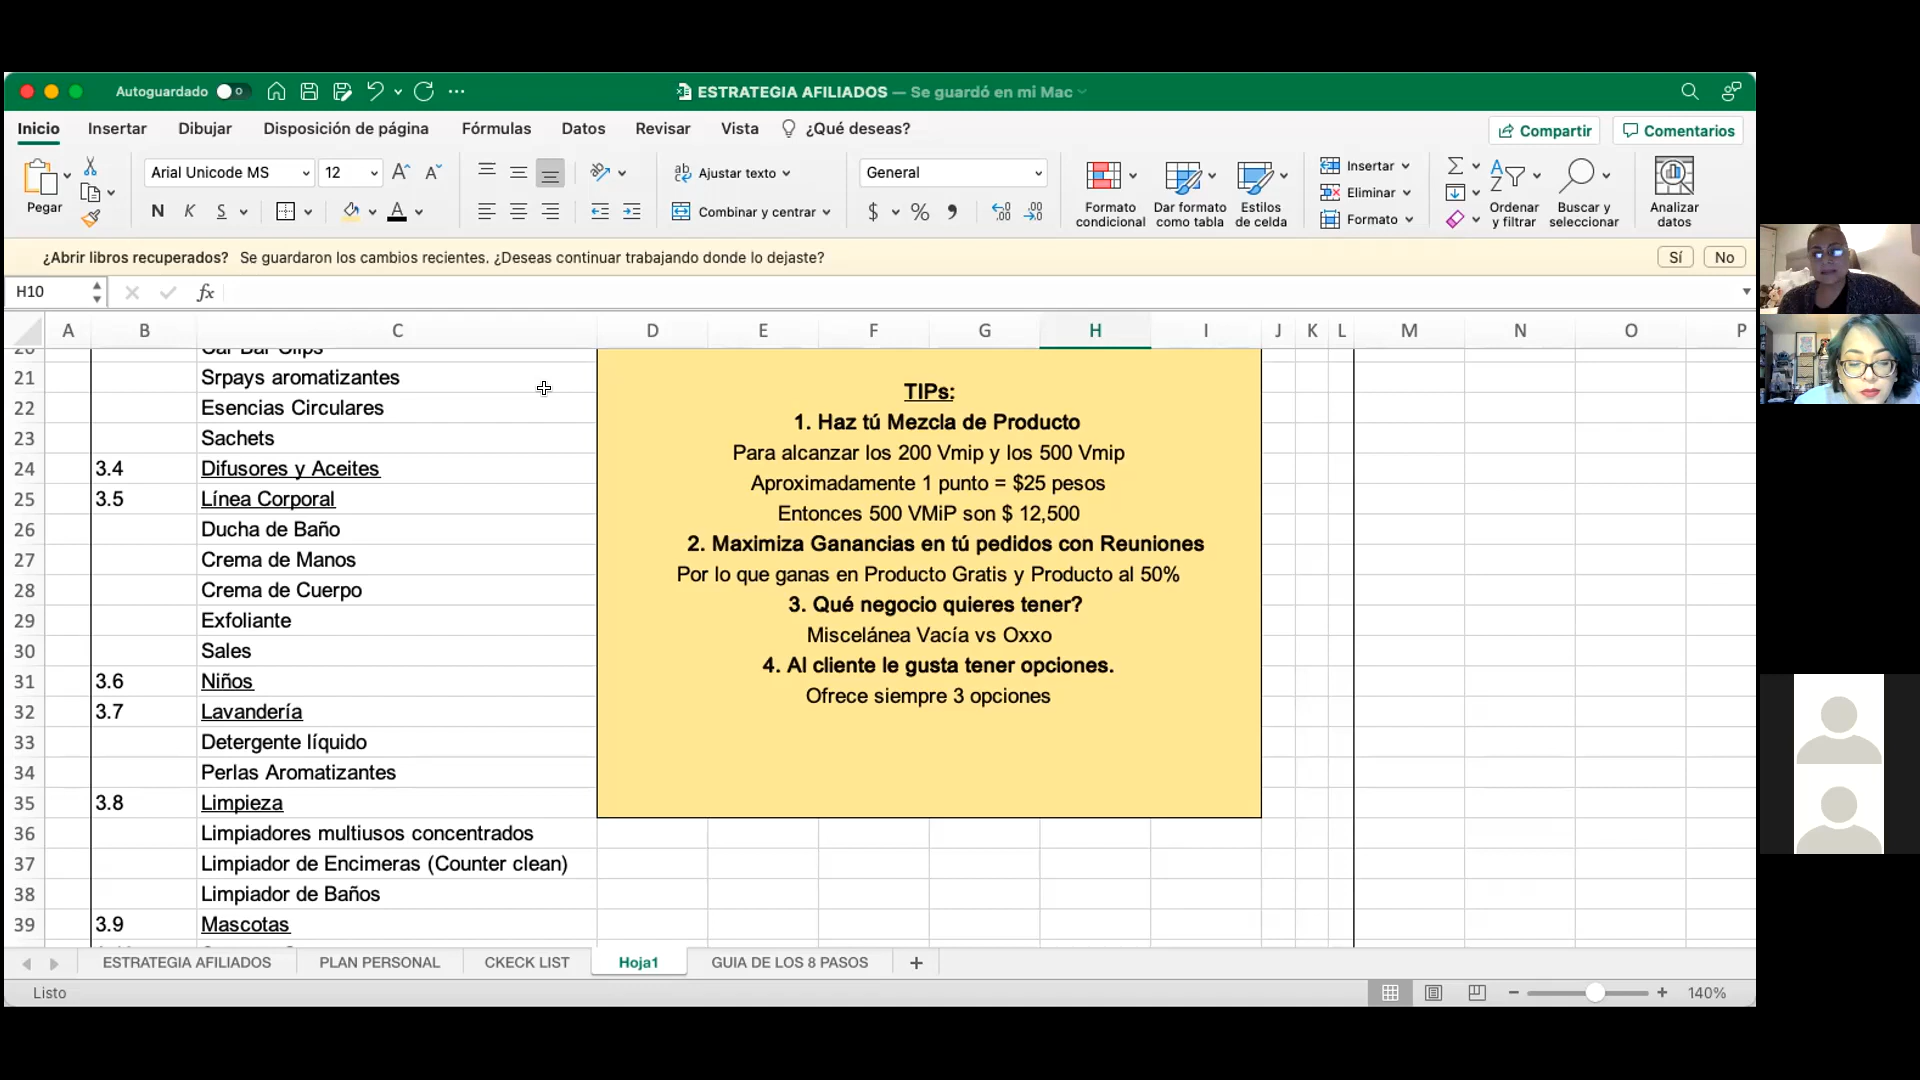 Autoguardado
ESTRATEGIA AFILIADOS — Se guardó en mi Mac
Inicio Insertar Dibujar Disposición de página Fórmulas Datos Revisar Vista ¿Qué deseas? Compartir Comentarios
Pegar
Arial Unicode MS 12
N K S
Ajustar texto
Combinar y centrar
General
$ % 
Formato condicional
Dar formato como tabla
Estilos de celda
Insertar
Eliminar
Formato
Ordenar y filtrar
Buscar y seleccionar
Analizar datos
¿Abrir libros recuperados? Se guardaron los cambios recientes. ¿Deseas continuar trabajando donde lo dejaste? Sí No
H10 fx
A B C D E F G H I J K L M N O P
20 Car Bar Clips
21 Srpays aromatizantes
22 Esencias Circulares
23 Sachets
24 3.4 Difusores y Aceites
25 3.5 Línea Corporal
26 Ducha de Baño
27 Crema de Manos
28 Crema de Cuerpo
29 Exfoliante
30 Sales
31 3.6 Niños
32 3.7 Lavandería
33 Detergente líquido
34 Perlas Aromatizantes
35 3.8 Limpieza
36 Limpiadores multiusos concentrados
37 Limpiador de Encimeras (Counter clean)
38 Limpiador de Baños
39 3.9 Mascotas
TIPs:
1. Haz tú Mezcla de Producto
Para alcanzar los 200 Vmip y los 500 Vmip
Aproximadamente 1 punto = $25 pesos
Entonces 500 VMiP son $ 12,500
2. Maximiza Ganancias en tú pedidos con Reuniones
Por lo que ganas en Producto Gratis y Producto al 50%
3. Qué negocio quieres tener?
Miscelánea Vacía vs Oxxo
4. Al cliente le gusta tener opciones.
Ofrece siempre 3 opciones
ESTRATEGIA AFILIADOS PLAN PERSONAL CKECK LIST Hoja1 GUIA DE LOS 8 PASOS +
Listo 140%